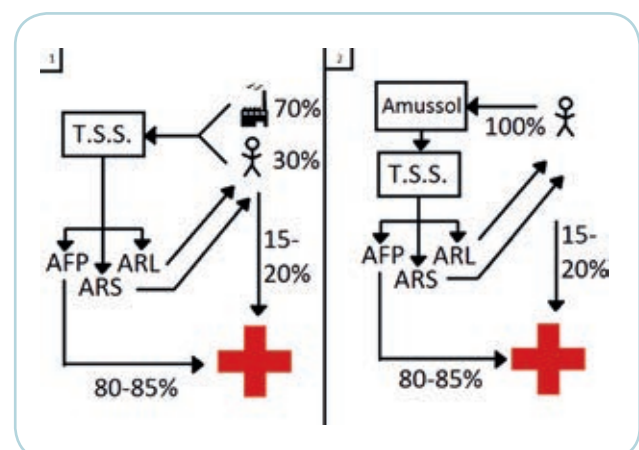 1
70%
T.S.S.
30%
AFP
ARL
ARS
15-
20%
80-85%
2
Amussol
100%
T.S.S.
AFP
ARL
ARS
15-
20%
80-85%